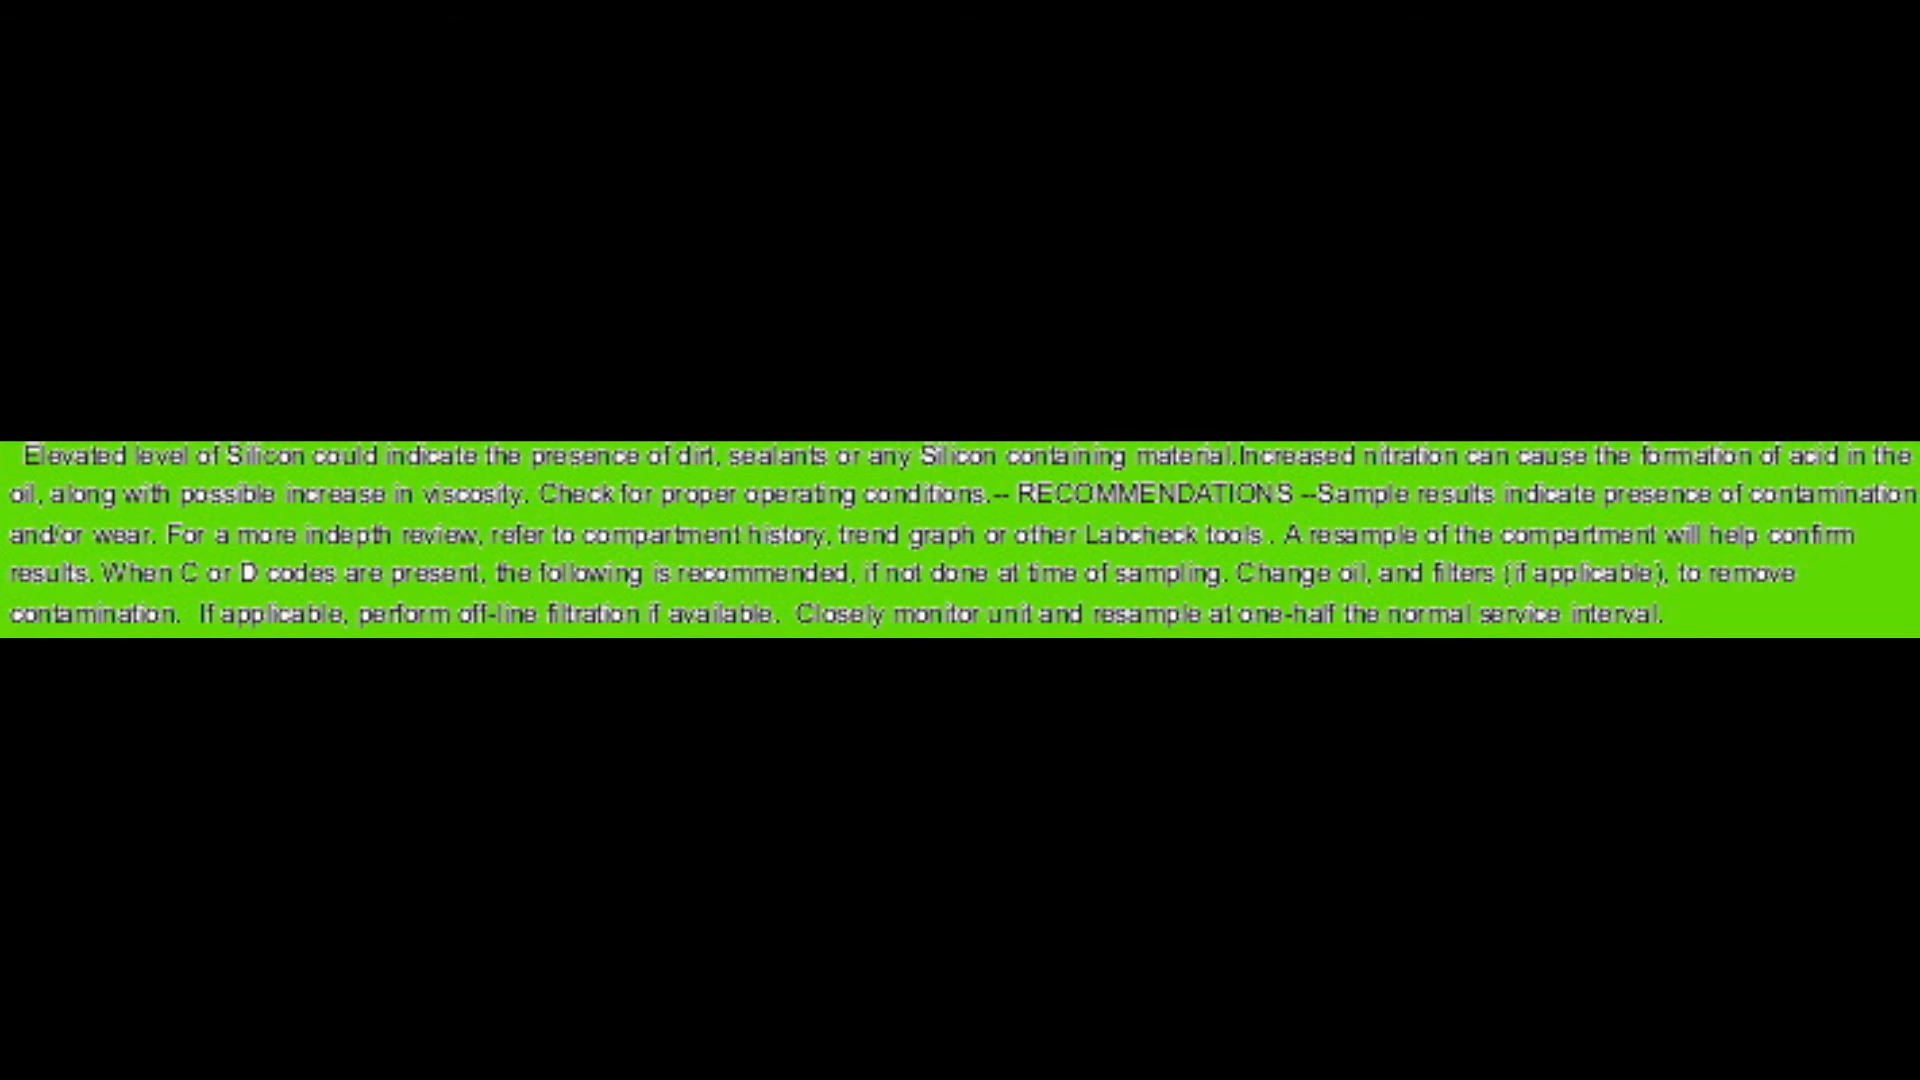 Elevated level of Silicon could indicate the presence of dirt, sealants or any Silicon containing material.Increased nitration can cause the formation of acid in the
oil, along with possible increase in viscosity. Check for proper operating conditions.-- RECOMMENDATIONS --Sample results indicate presence of contamination
and/or wear. For a more indepth review, refer to compartment history, trend graph or other Labcheck tools . A resample of the compartment will help confirm
results. When C or D codes are present, the following is recommended, if not done at time of sampling. Change oil, and filters (if applicable), to remove
contamination.  If applicable, perform off-line filtration if available.  Closely monitor unit and resample at one-half the normal service interval.